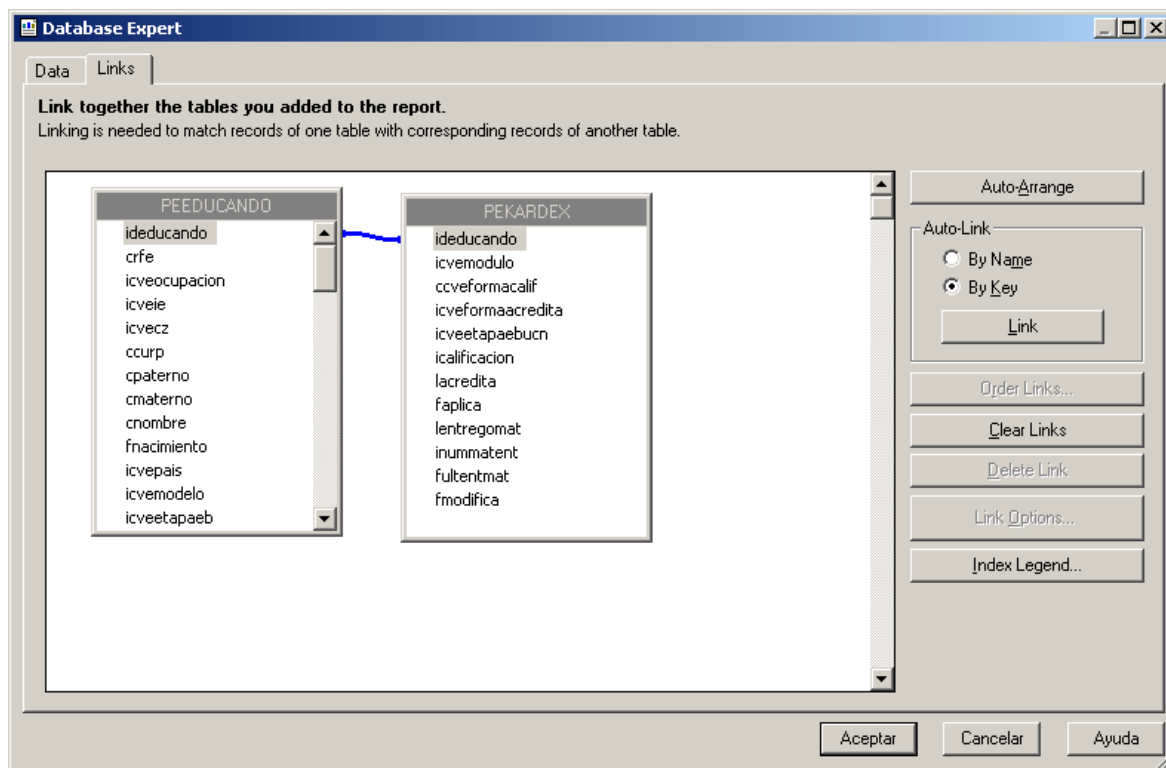 Database Expert
Data
Links
Link together the tables you added to the report.
Linking is needed to match records of one table with corresponding records of another table.
PEEDUCANDO
ideducando
crfe
icveocupacion
icveie
icvecz
ccurp
cpaterno
cmaterno
cnombre
fnacimiento
icvepais
icvemodelo
icveetapaeb
PEKARDEX
ideducando
icvemodulo
ccveformacalif
icveformaacredita
icveetapaebucn
icalificacion
lacredita
faplica
lentregomat
inummatent
fultentmat
fmodifica
Auto-Arrange
Auto-Link
By Name
By Key
Link
Order Links...
Clear Links
Delete Link
Link Options...
Index Legend...
Aceptar
Cancelar
Ayuda